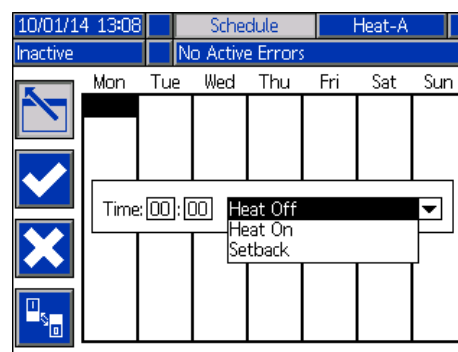 10/01/14 13:08 Schedule Heat-A
Inactive No Active Errors
Mon Tue Wed Thu Fri Sat Sun
Time: 00 : 00 Heat Off
Heat On
Setback